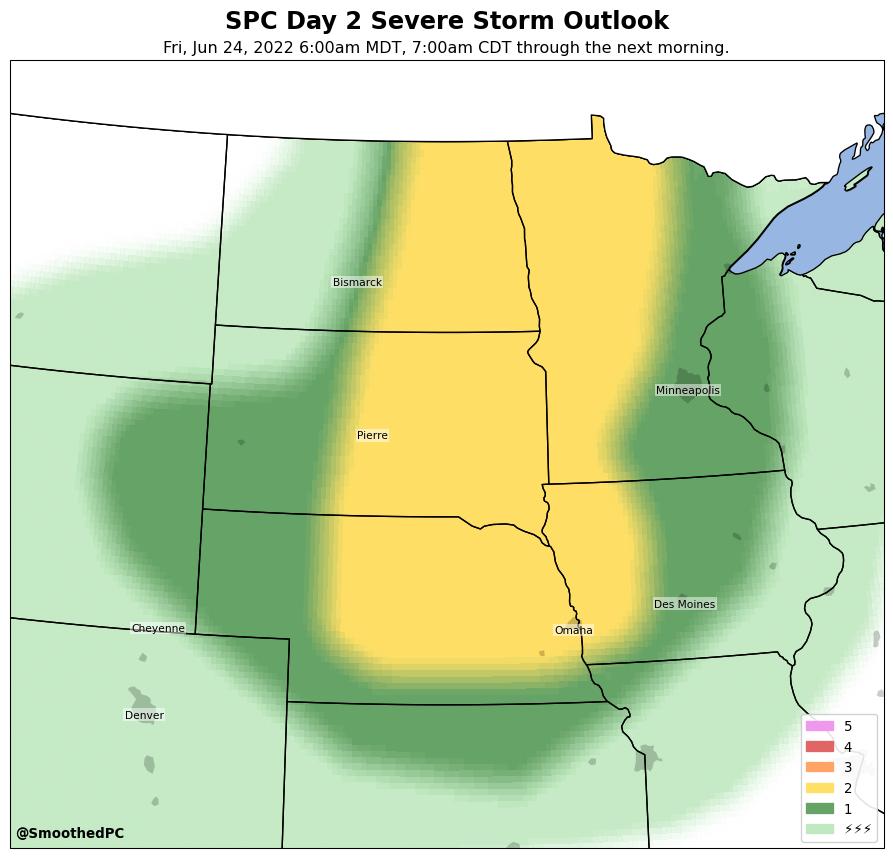 SPC Day 2 Severe Storm Outlook
Fri, Jun 24, 2022 6:00am MDT, 7:00am CDT through the next morning.
Bismarck
Minneapolis
Pierre
Des Moines
Cheyenne
Omaha
Denver
5
4
3
2
1
⚡⚡⚡
@SmoothedPC